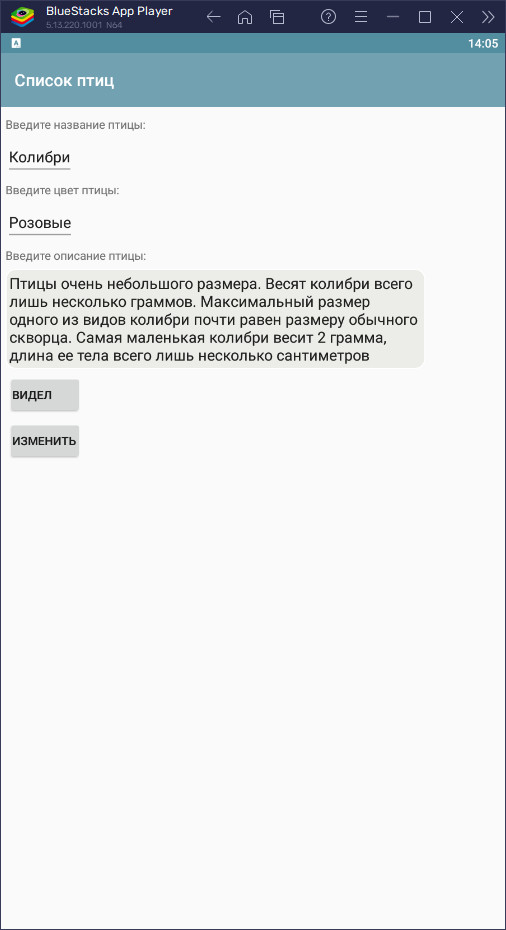 BlueStacks App Player
5.13.220.1001 N64
14:05
Список птиц
Введите название птицы:
Колибри
Введите цвет птицы:
Розовые
Введите описание птицы:
Птицы очень небольшого размера. Весят колибри всего
лишь несколько граммов. Максимальный размер
одного из видов колибри почти равен размеру обычного
скворца. Самая маленькая колибри весит 2 грамма,
длина ее тела всего лишь несколько сантиметров
ВИДЕЛ
ИЗМЕНИТЬ